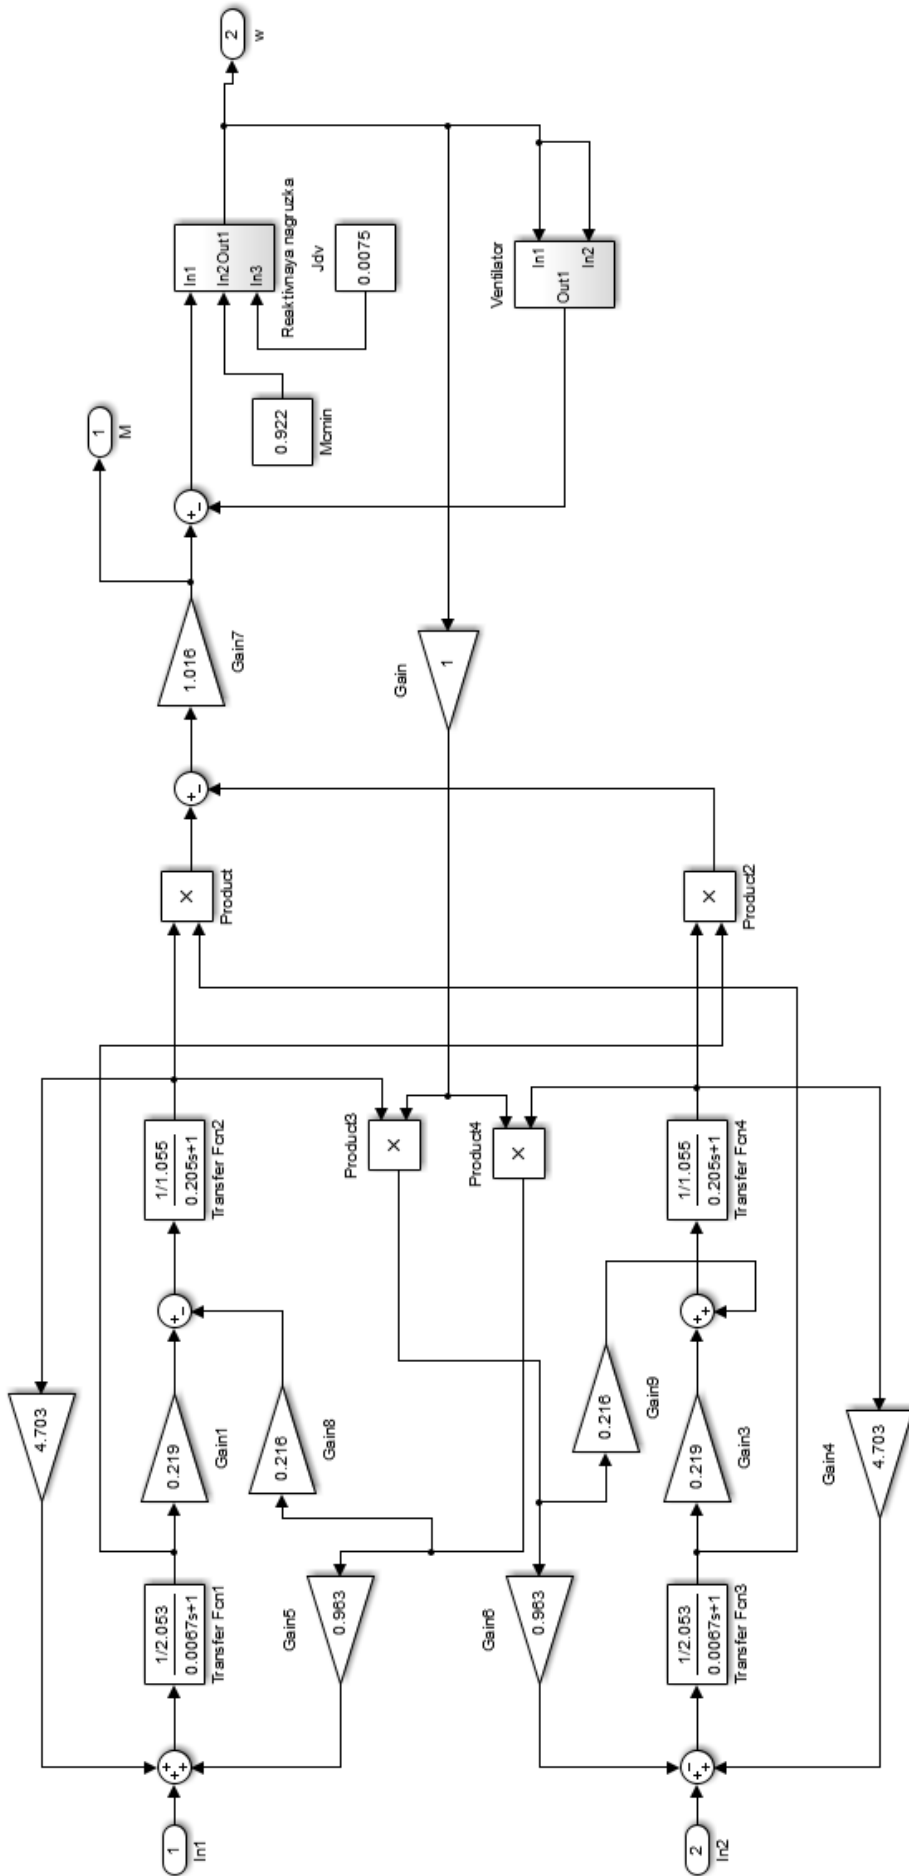 1
In1
4.703
1/2.053
0.0067s+1
Transfer Fcn1
0.219
Gain1
0.216
Gain8
0.963
Gain5
1/1.055
0.205s+1
Transfer Fcn2
×
Product3
×
Product4
×
Product
1.016
Gain7
1
M
0.922
Mcmin
In1
In2 Out1
In3
Reaktivnaya nagruzka
Jdv
0.0075
2
w
Gain
1
Ventilator
In1
Out1
In2
2
In2
0.963
Gain6
1/2.053
0.0067s+1
Transfer Fcn3
0.219
Gain3
0.216
Gain9
4.703
Gain4
1/1.055
0.205s+1
Transfer Fcn4
×
Product2